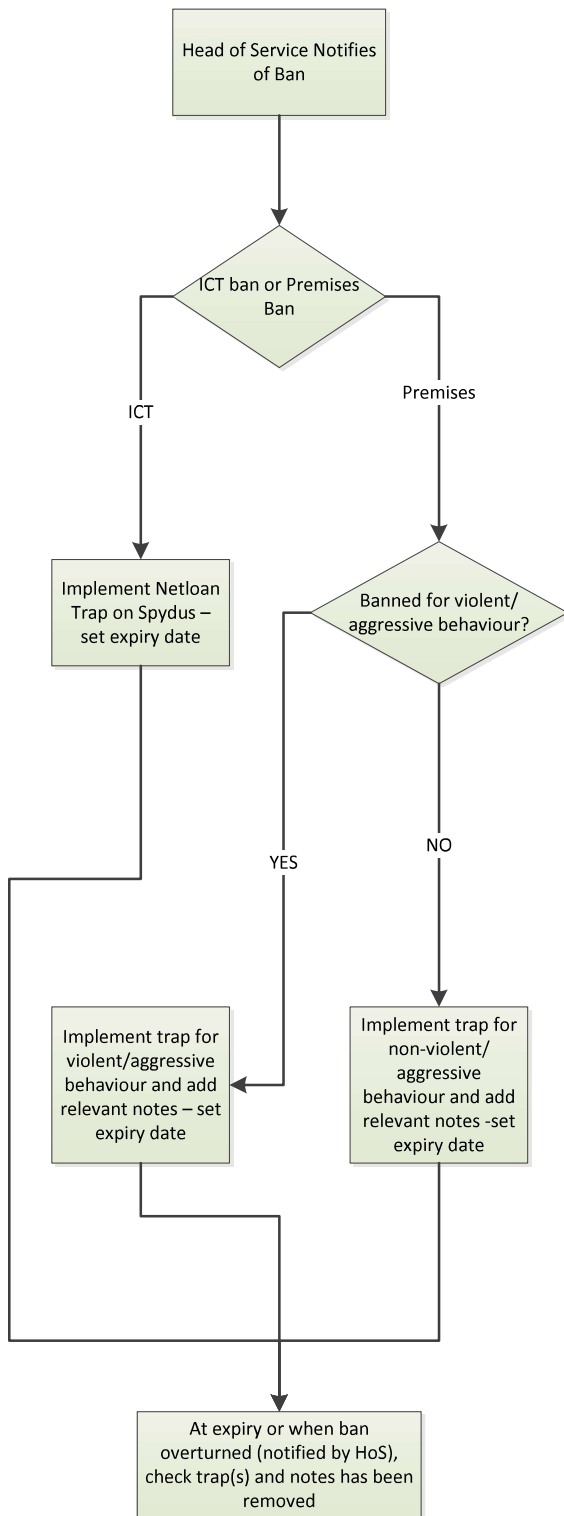 Head of Service Notifies
of Ban
ICT ban or Premises
Ban
ICT
Premises
Implement Netloan
Trap on Spydus –
set expiry date
Banned for violent/
aggressive behaviour?
YES
NO
Implement trap for
violent/aggressive
behaviour and add
relevant notes – set
expiry date
Implement trap for
non-violent/
aggressive
behaviour and add
relevant notes -set
expiry date
At expiry or when ban
overturned (notified by HoS),
check trap(s) and notes has been
removed